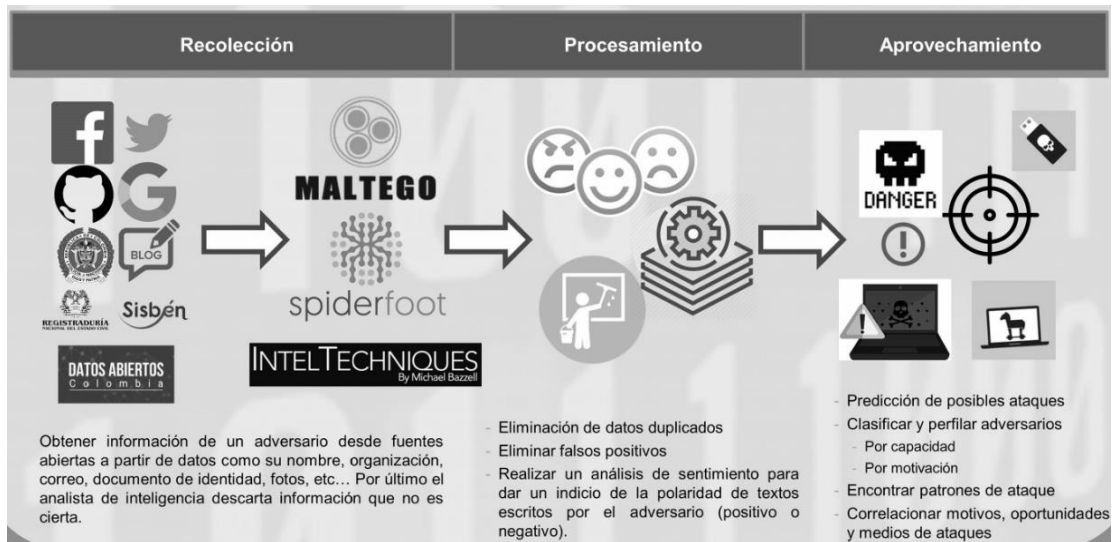 Recolección
Procesamiento
Aprovechamiento
BLOG
REGISTRADURÍA
NACIONAL DEL ESTADO CIVIL
Sisbén
DATOS ABIERTOS
Colombia
MALTEGO
spiderfoot
INTELTECHNIQUES
By Michael Bazzell
DANGER
Obtener información de un adversario desde fuentes
abiertas a partir de datos como su nombre, organización,
correo, documento de identidad, fotos, etc... Por último el
analista de inteligencia descarta información que no es
cierta.
- Eliminación de datos duplicados
- Eliminar falsos positivos
- Realizar un análisis de sentimiento para
dar un indicio de la polaridad de textos
escritos por el adversario (positivo o
negativo).
- Predicción de posibles ataques
- Clasificar y perfilar adversarios
- Por capacidad
- Por motivación
- Encontrar patrones de ataque
- Correlacionar motivos, oportunidades
y medios de ataques